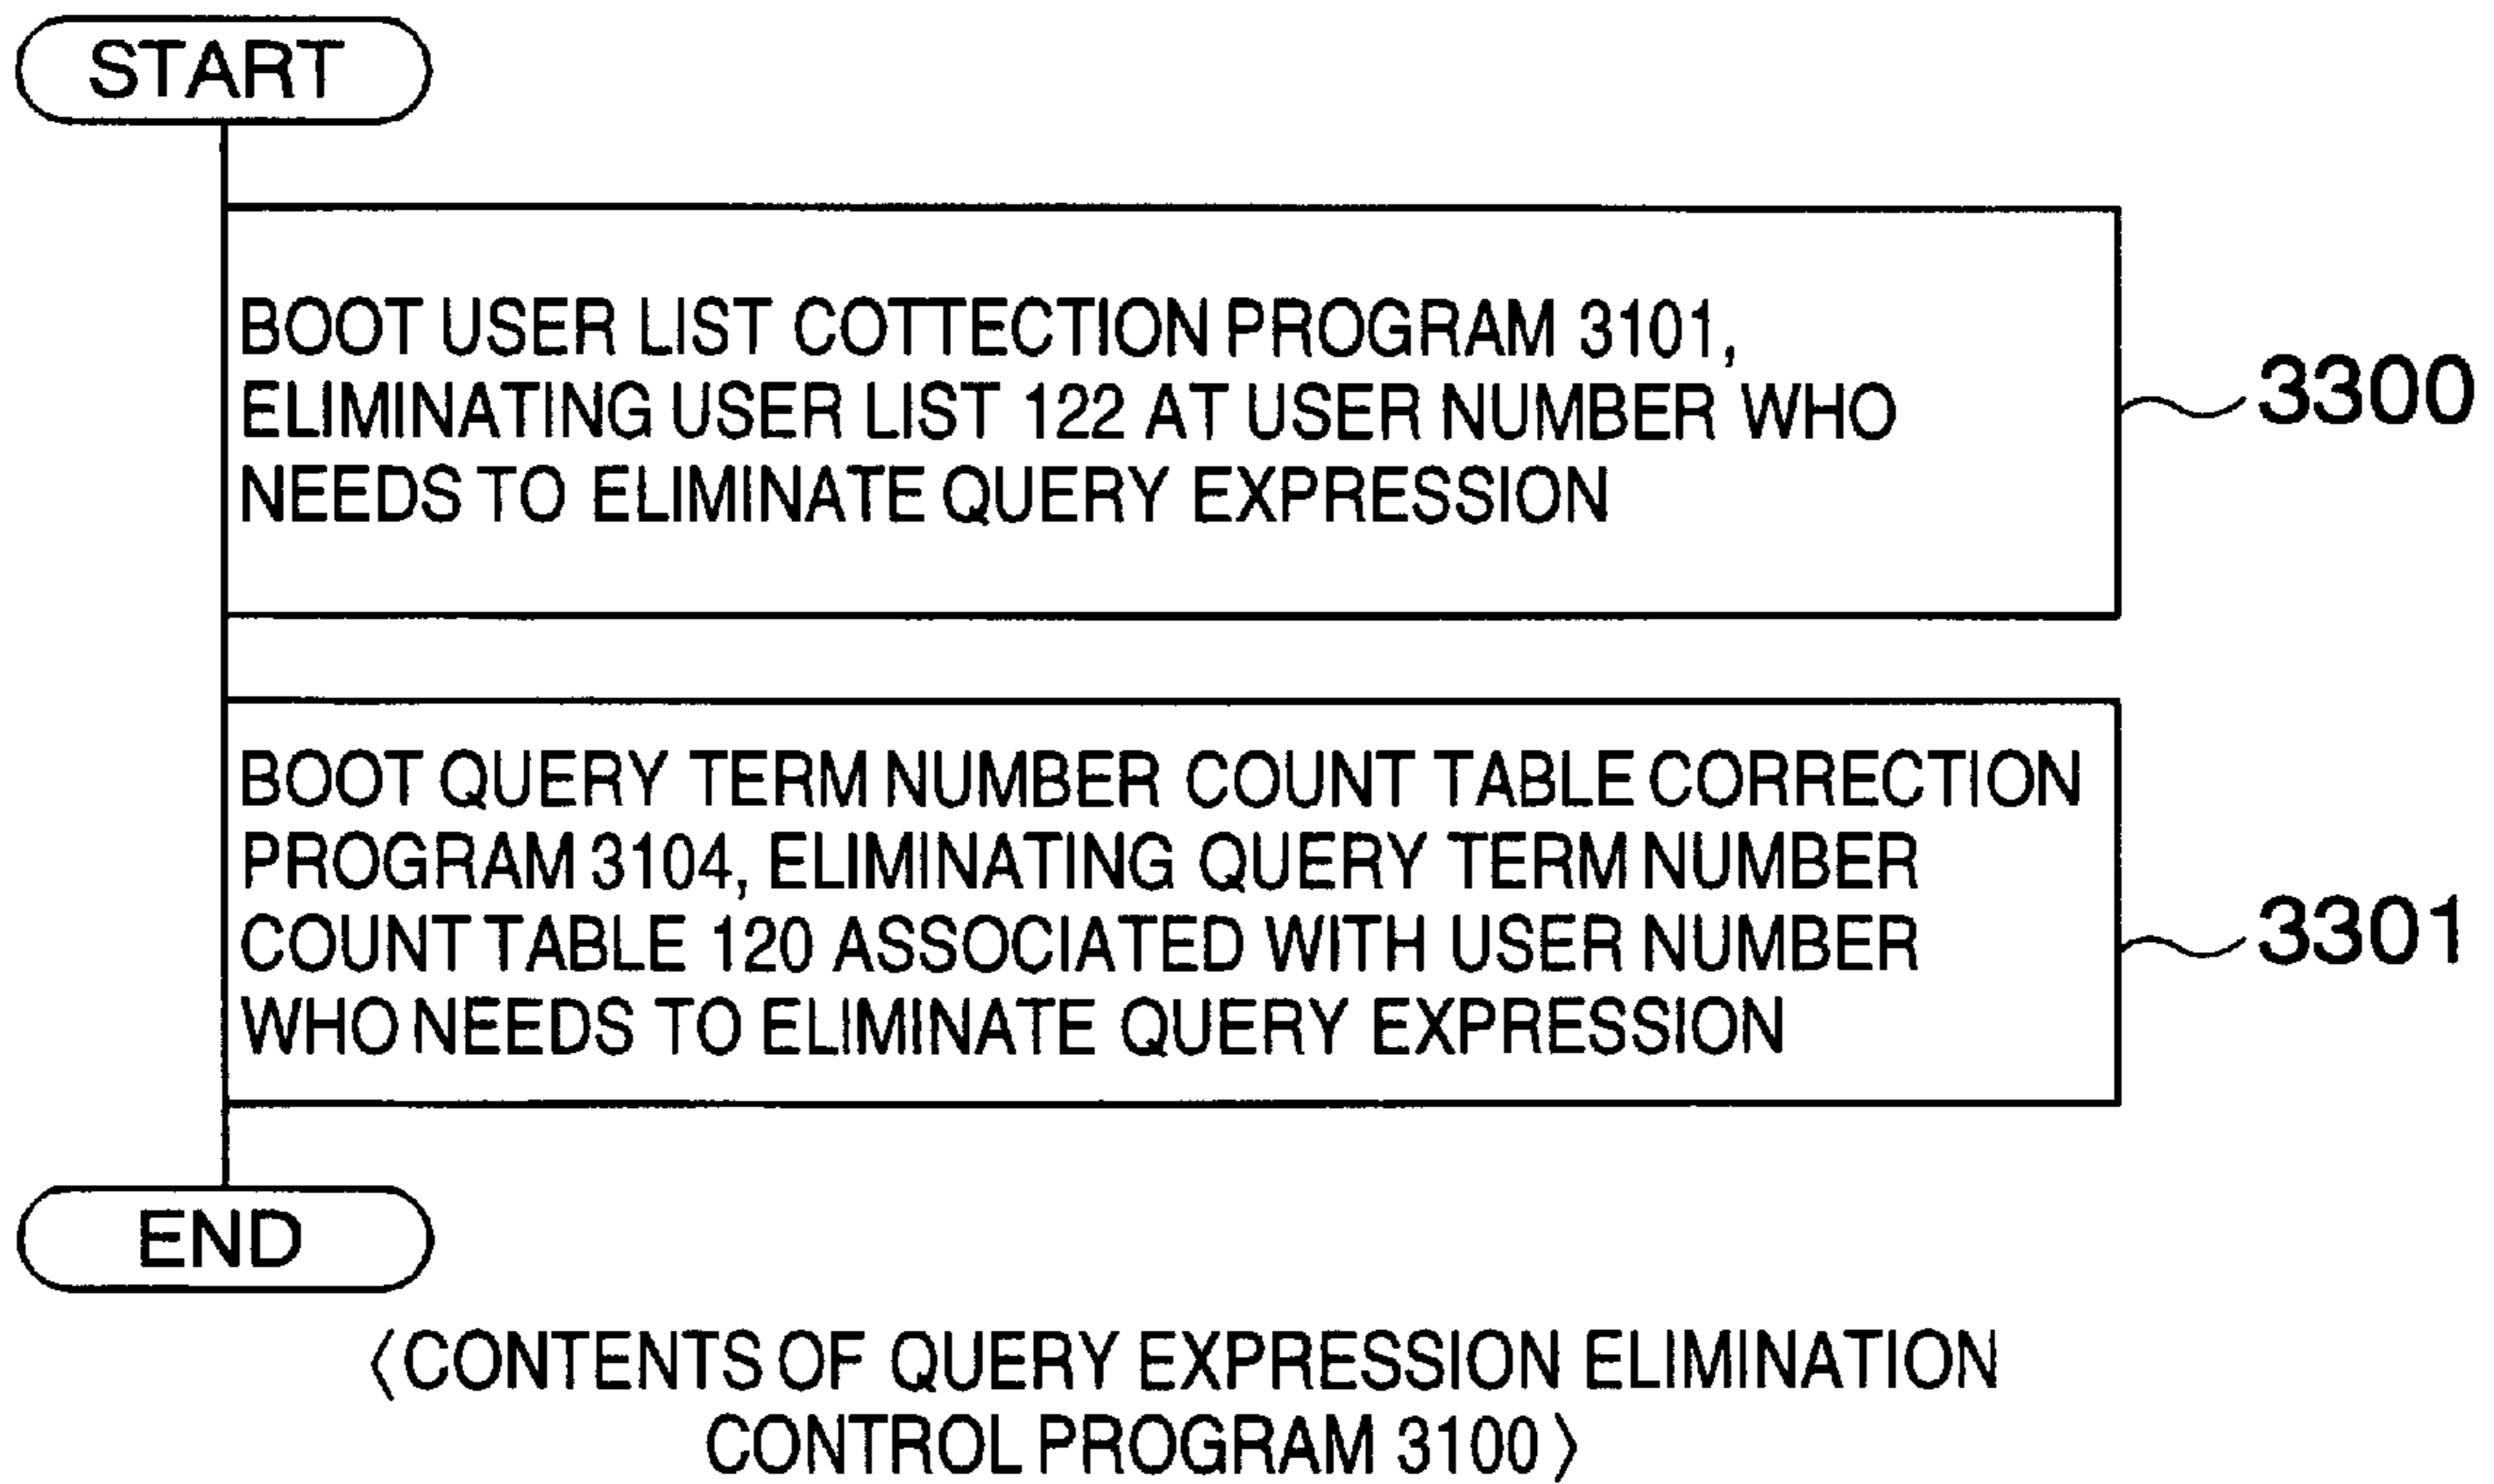 START
BOOT USER LIST COTTECTION PROGRAM 3101,
ELIMINATING USER LIST 122 AT USER NUMBER WHO
NEEDS TO ELIMINATE QUERY EXPRESSION
3300
BOOT QUERY TERM NUMBER COUNT TABLE CORRECTION
PROGRAM 3104, ELIMINATING QUERY TERM NUMBER
COUNT TABLE 120 ASSOCIATED WITH USER NUMBER
WHO NEEDS TO ELIMINATE QUERY EXPRESSION
3301
END
〈CONTENTS OF QUERY EXPRESSION ELIMINATION
CONTROL PROGRAM 3100〉